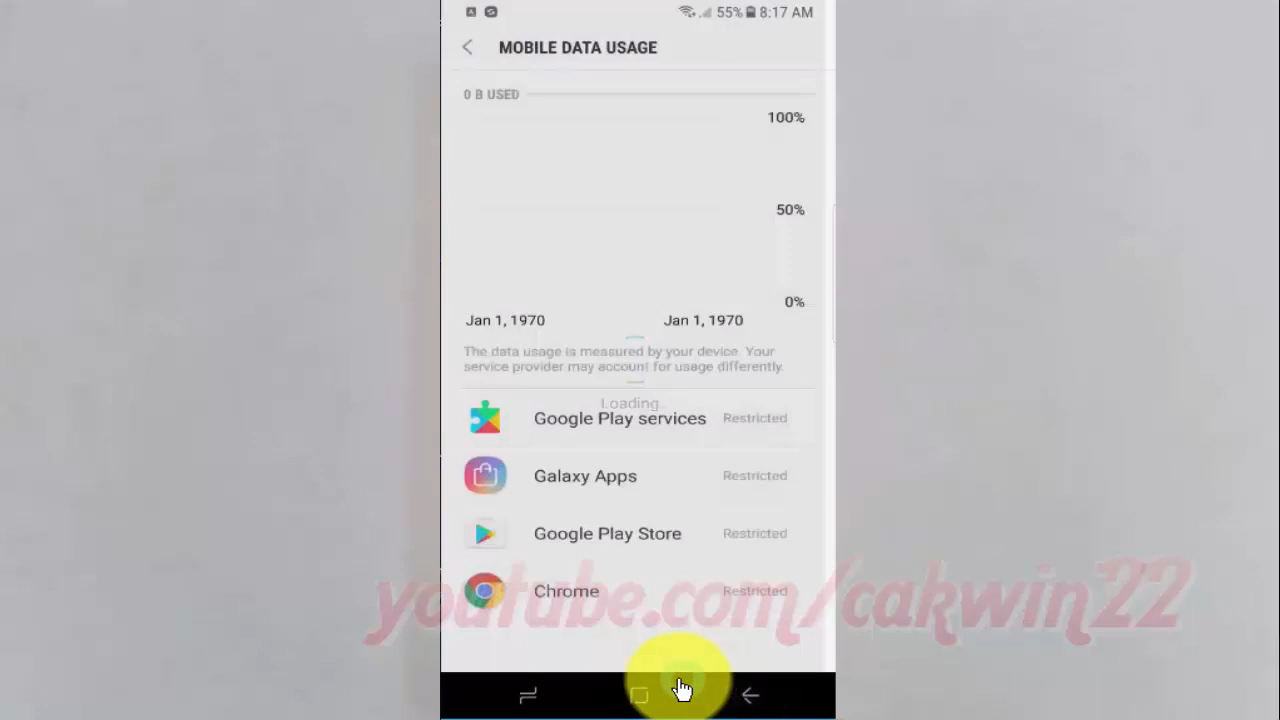 55% 8:17 AM
MOBILE DATA USAGE
0 B USED
100%
50%
0%
Jan 1, 1970 Jan 1, 1970
The data usage is measured by your device. Your
service provider may account for usage differently.
Loading..
Google Play services Restricted
Galaxy Apps Restricted
Google Play Store Restricted
Chrome Restricted
youtube.com/cakwin22